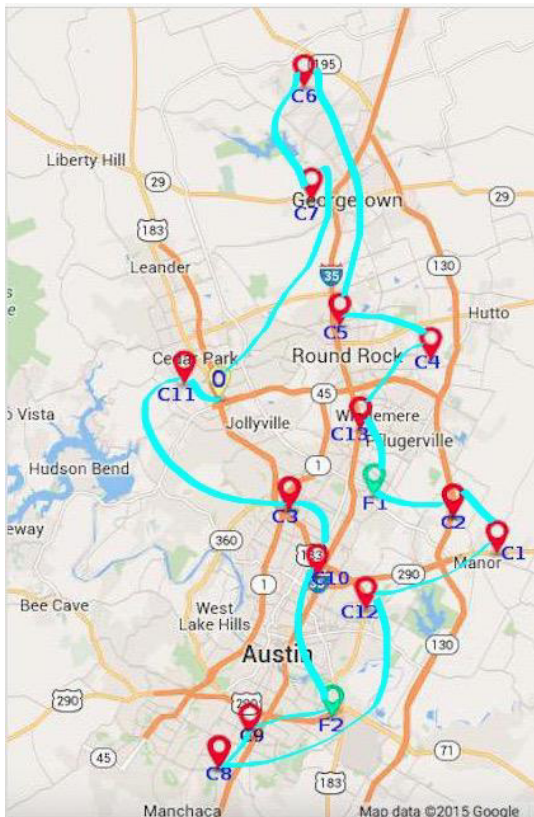 195
C6
Liberty Hill
29
Georgetown
C7
29
183
Leander
130
35
C5
Hutto
Cedar Park
0
Round Rock
C4
C11
45
C13
Pflugerville
Jollyville
Hudson Bend
1
F1
C3
C2
C1
360
183
C10
290
Manor
35
1
C12
Bee Cave
West
Lake Hills
Austin
130
290
290
F2
C9
45
71
C8
183
Manchaca
Map data ©2015 Google